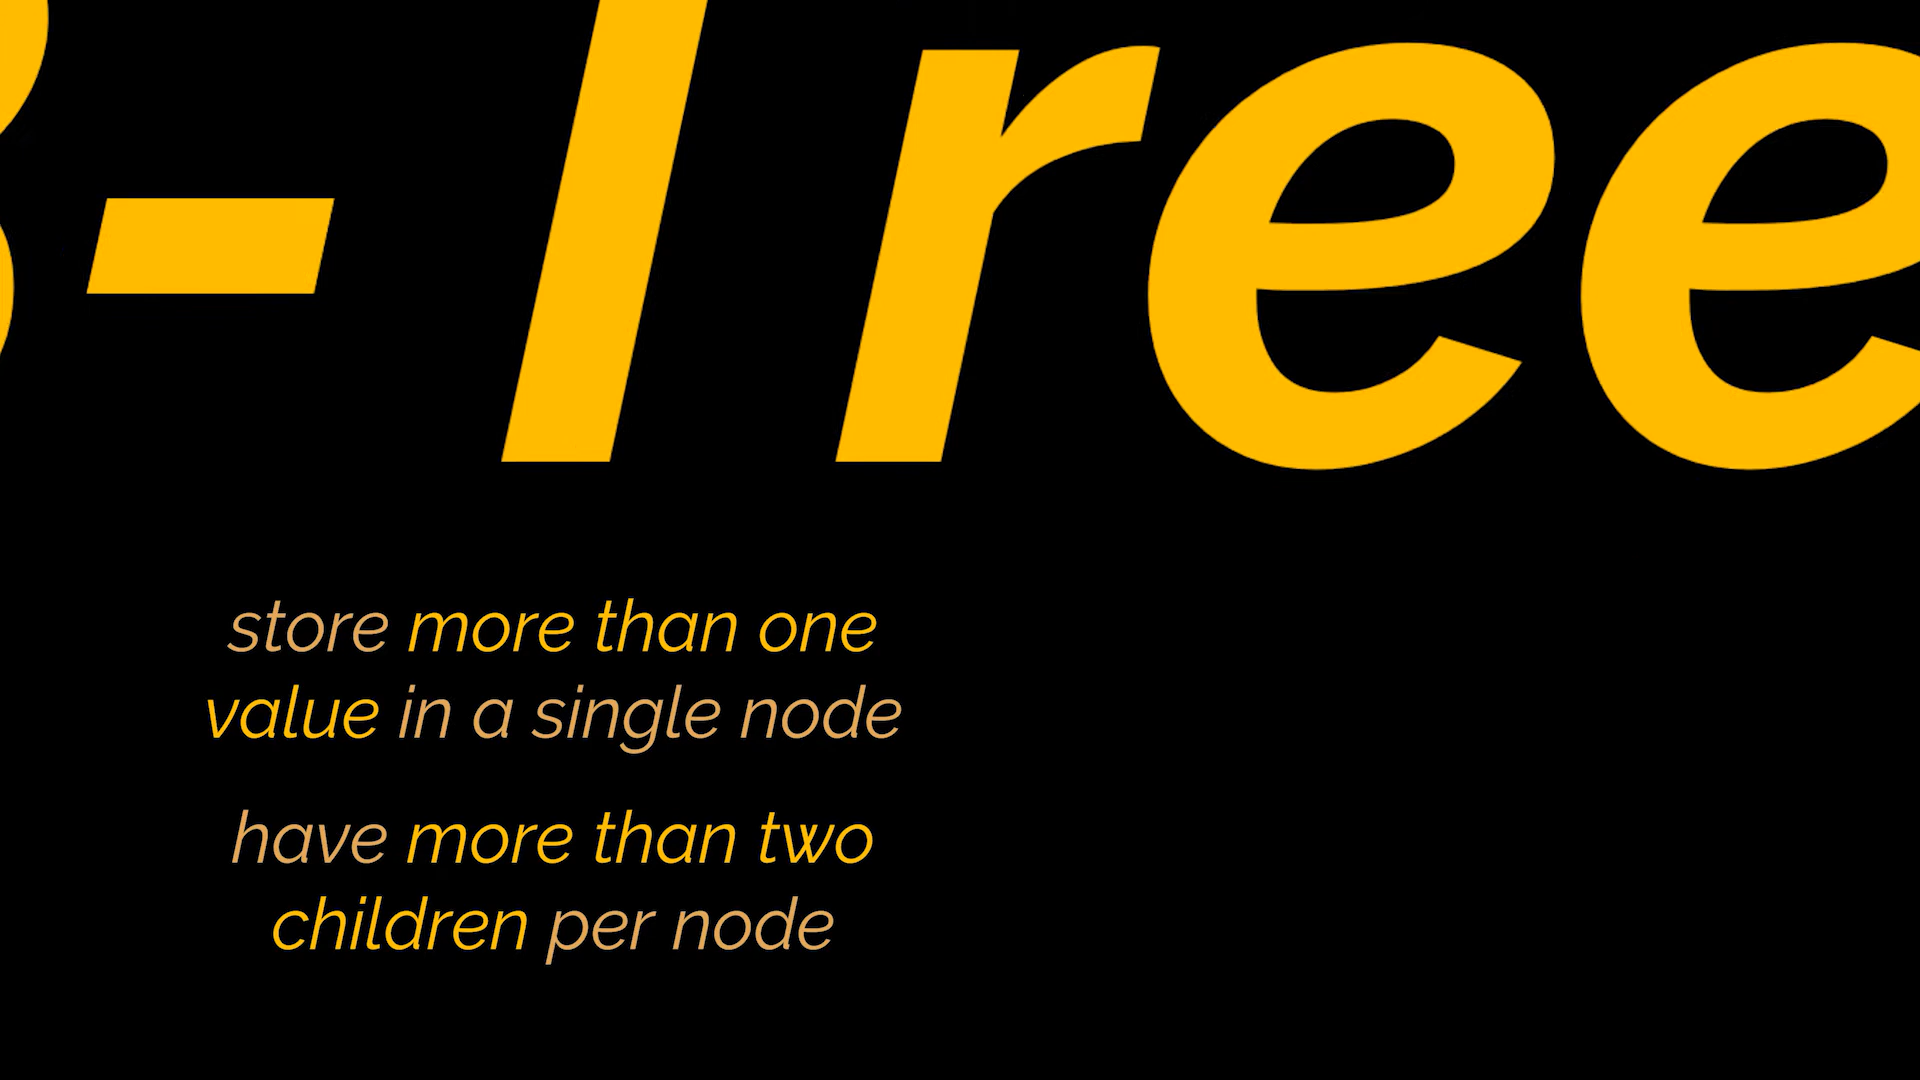 B-Tree
store more than one
value in a single node
have more than two
children per node